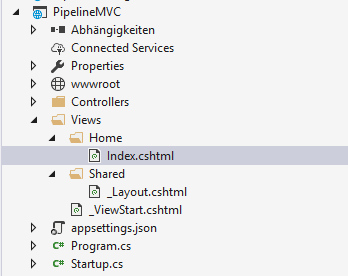 PipelineMVC
Abhängigkeiten
Connected Services
Properties
wwwroot
Controllers
Views
Home
Index.cshtml
Shared
_Layout.cshtml
_ViewStart.cshtml
appsettings.json
C# Program.cs
C# Startup.cs